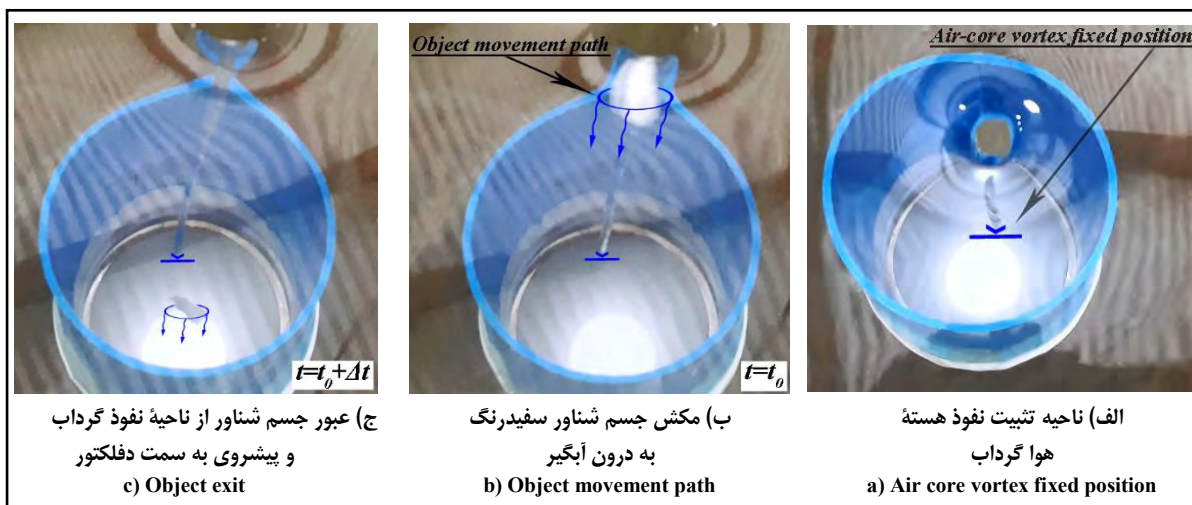 Air-core vortex fixed position
Object movement path
t=t0
t=t0+Δt
الف) ناحیه تثبیت نفوذ هستۀ
هوا گرداب
a) Air core vortex fixed position
ب) مکش جسم شناور سفیدرنگ
به درون آبگیر
b) Object movement path
ج) عبور جسم شناور از ناحیۀ نفوذ گرداب
و پیشروی به سمت دفلکتور
c) Object exit